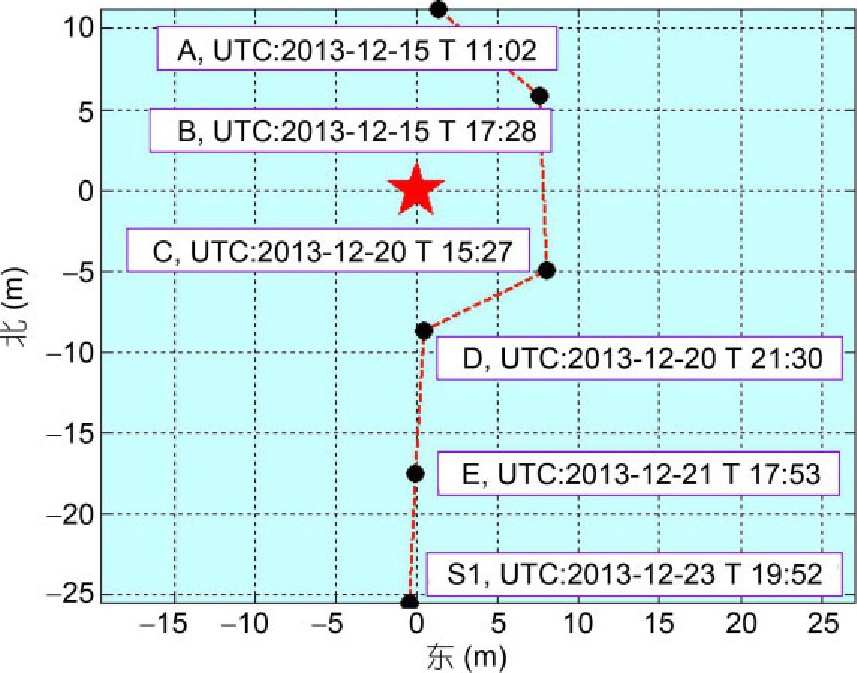 10
5
0
−5
−10
−15
−20
−25
北 (m)
A, UTC:2013-12-15 T 11:02
B, UTC:2013-12-15 T 17:28
C, UTC:2013-12-20 T 15:27
D, UTC:2013-12-20 T 21:30
E, UTC:2013-12-21 T 17:53
S1, UTC:2013-12-23 T 19:52
−15 −10 −5 0 5 10 15 20 25
东 (m)